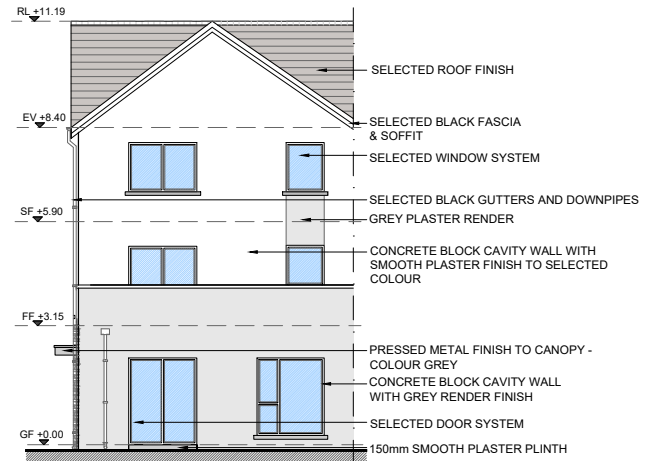 RL +11.19
SELECTED ROOF FINISH
EV +8.40
SELECTED BLACK FASCIA
& SOFFIT
SELECTED WINDOW SYSTEM
SELECTED BLACK GUTTERS AND DOWNPIPES
SF +5.90
GREY PLASTER RENDER
CONCRETE BLOCK CAVITY WALL WITH
SMOOTH PLASTER FINISH TO SELECTED
COLOUR
FF +3.15
PRESSED METAL FINISH TO CANOPY -
COLOUR GREY
CONCRETE BLOCK CAVITY WALL
WITH GREY RENDER FINISH
SELECTED DOOR SYSTEM
GF +0.00
150mm SMOOTH PLASTER PLINTH